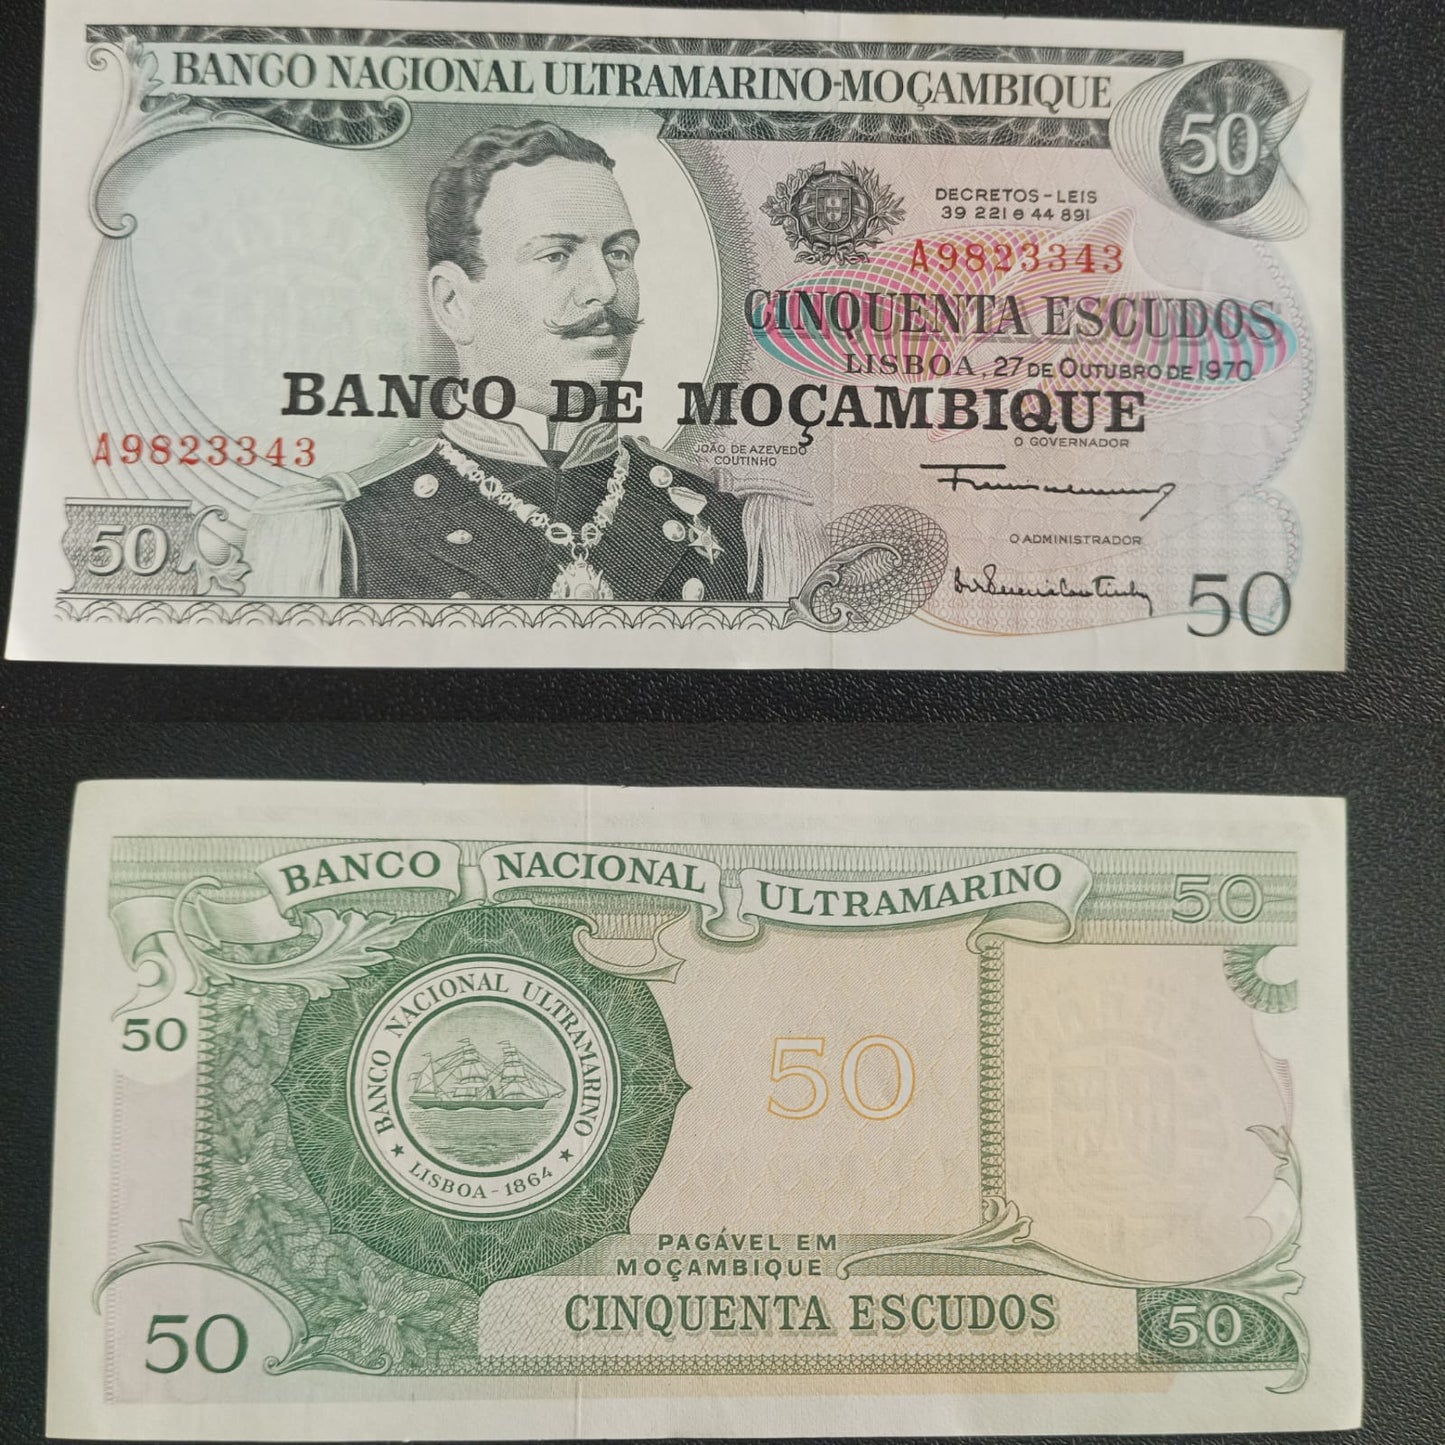 BANCO NACIONAL ULTRAMARINO-MOÇAMBIQUE
50
DECRETOS-LEIS
39 221 e 44 891
A9823343
CINQUENTA ESCUDOS
LISBOA, 27 DE OUTUBRO DE 1970
BANCO DE MOÇAMBIQUE
A9823343
JOÃO DE AZEVEDO
COUTINHO
O GOVERNADOR
O ADMINISTRADOR
50
50
BANCO NACIONAL ULTRAMARINO
50
50
50
BANCO NACIONAL ULTRAMARINO
LISBOA - 1864
PAGÁVEL EM
MOÇAMBIQUE
CINQUENTA ESCUDOS
50
50